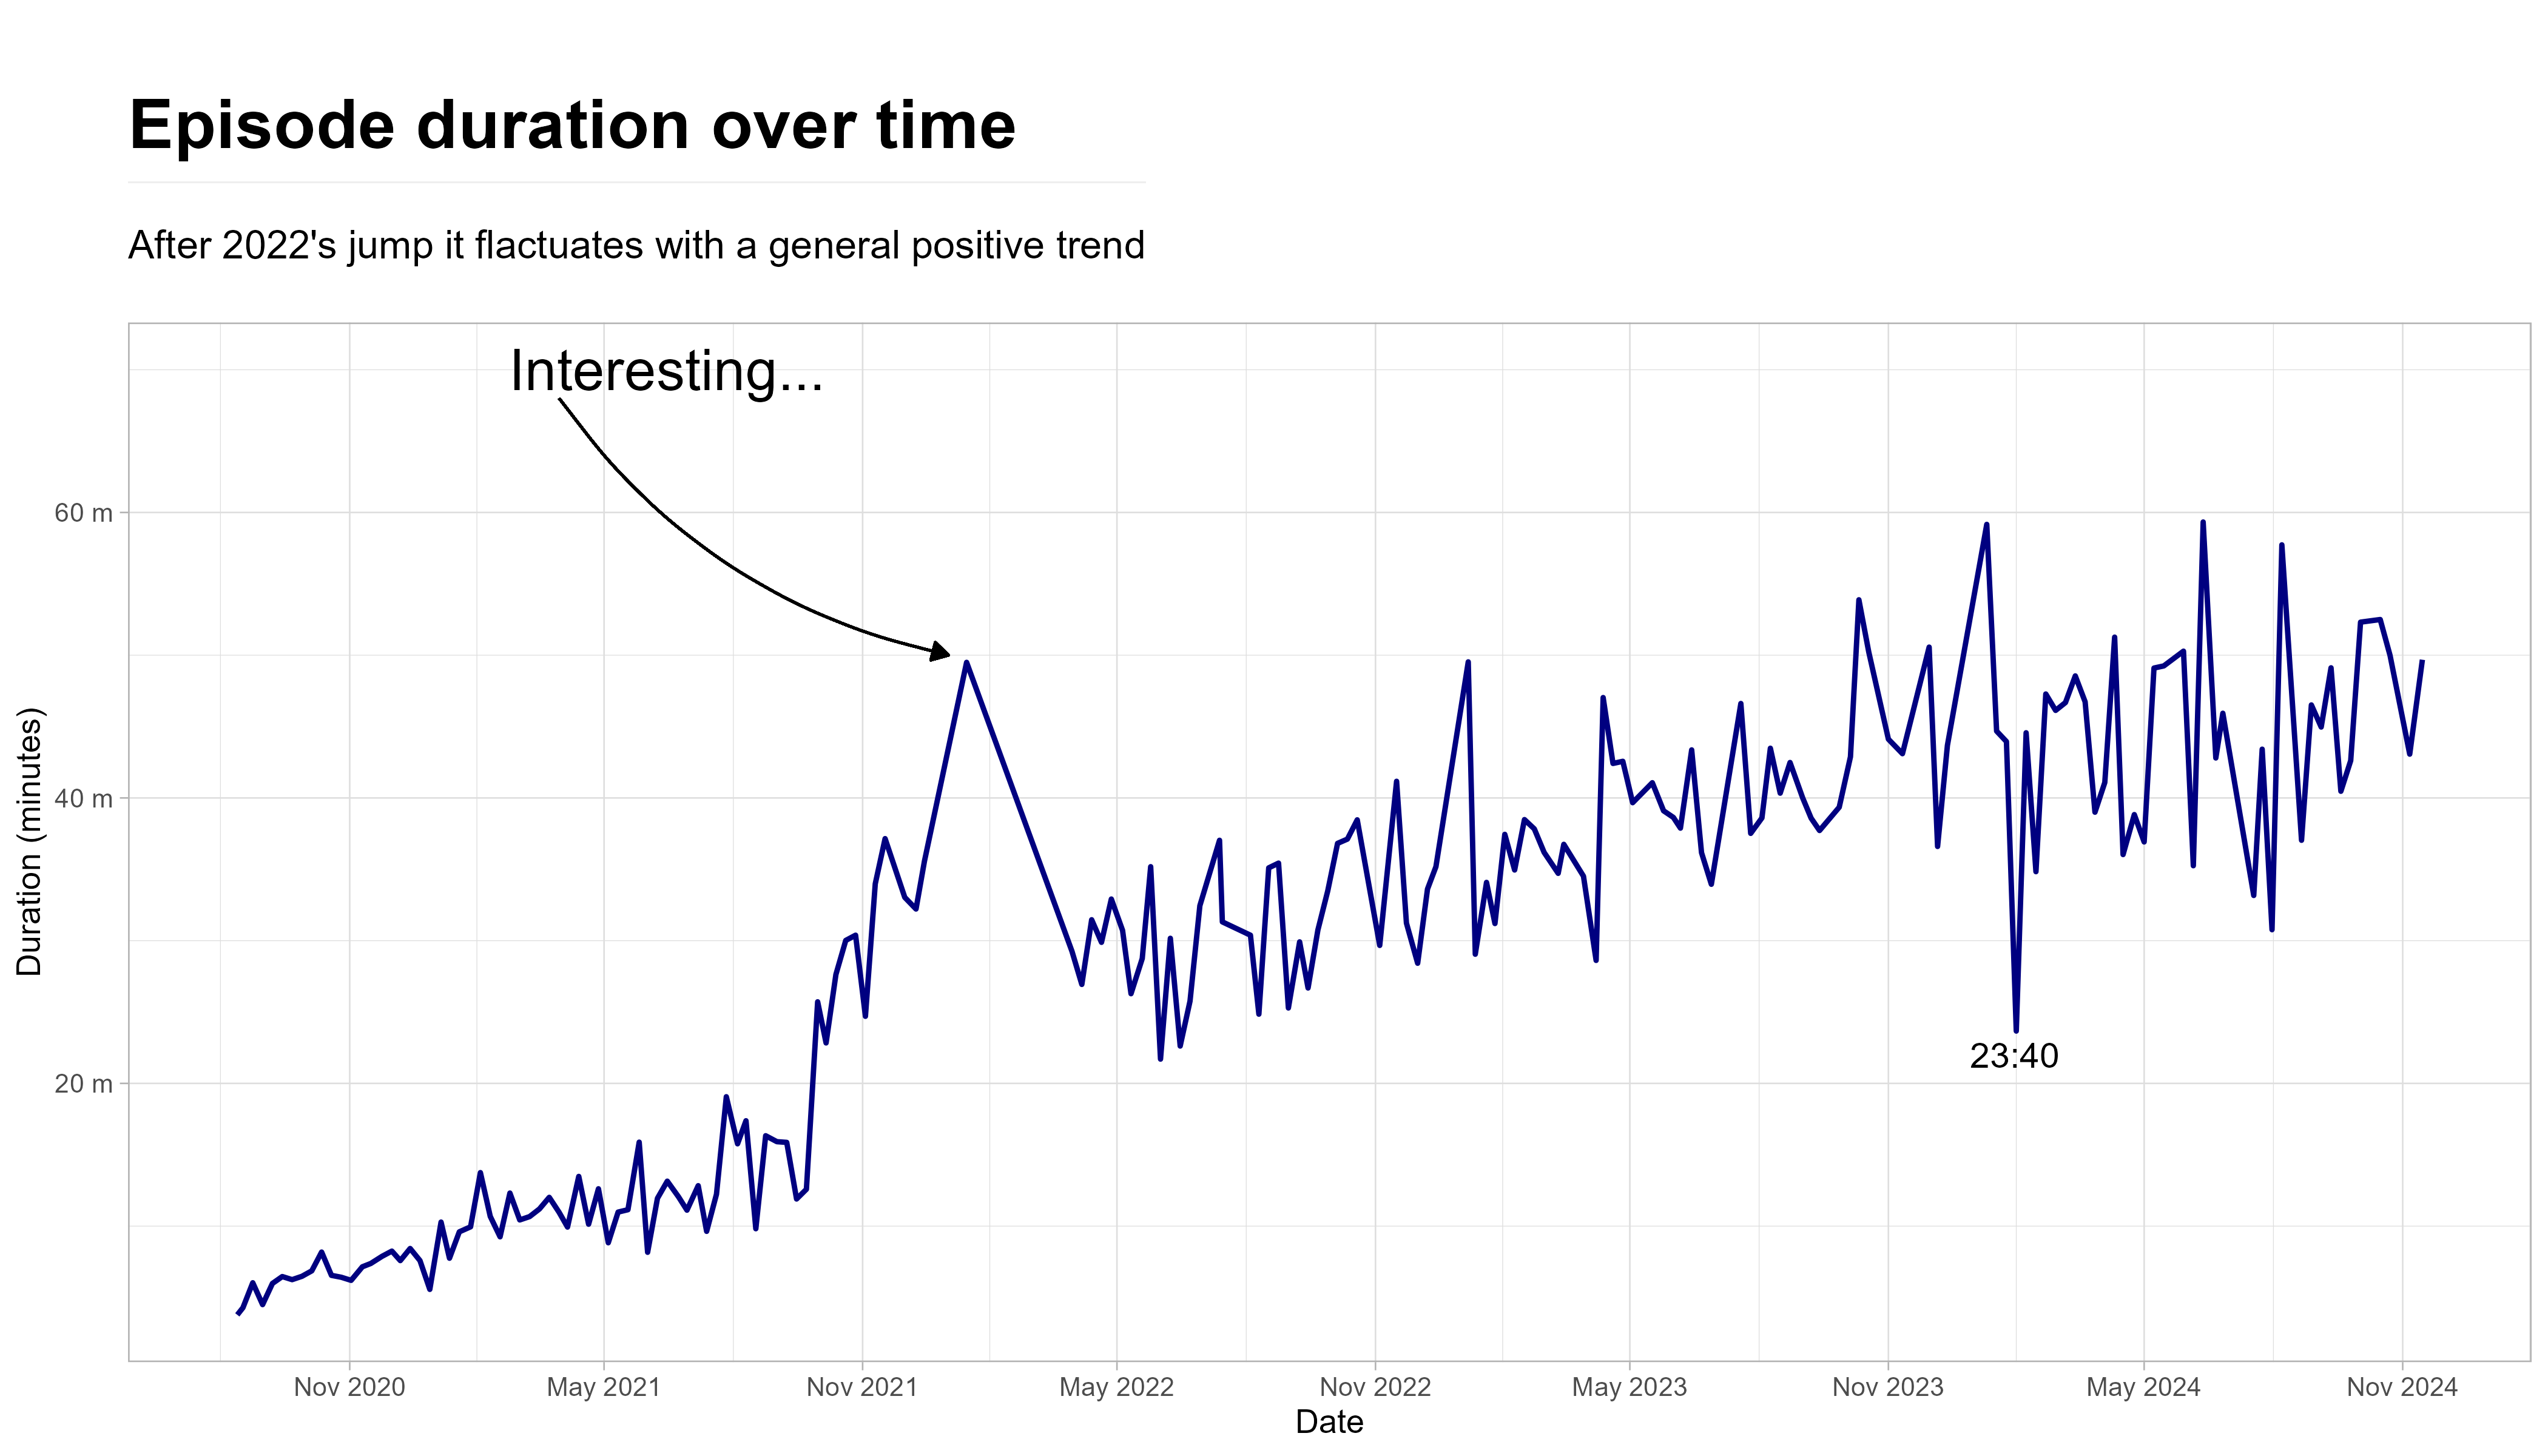 Episode duration over time
After 2022's jump it flactuates with a general positive trend
Interesting...
60 m
40 m
20 m
Duration (minutes)
23:40
Nov 2020
May 2021
Nov 2021
May 2022
Nov 2022
May 2023
Nov 2023
May 2024
Nov 2024
Date